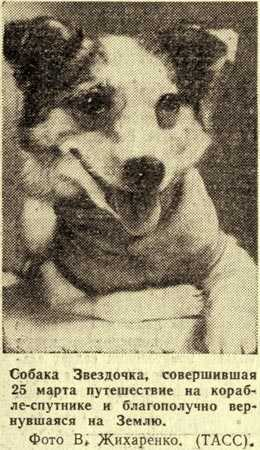 Собака Звездочка, совершившая
25 марта путешествие на кораб-
ле-спутнике и благополучно вер-
нувшаяся на Землю.
Фото В. Жихаренко. (ТАСС).